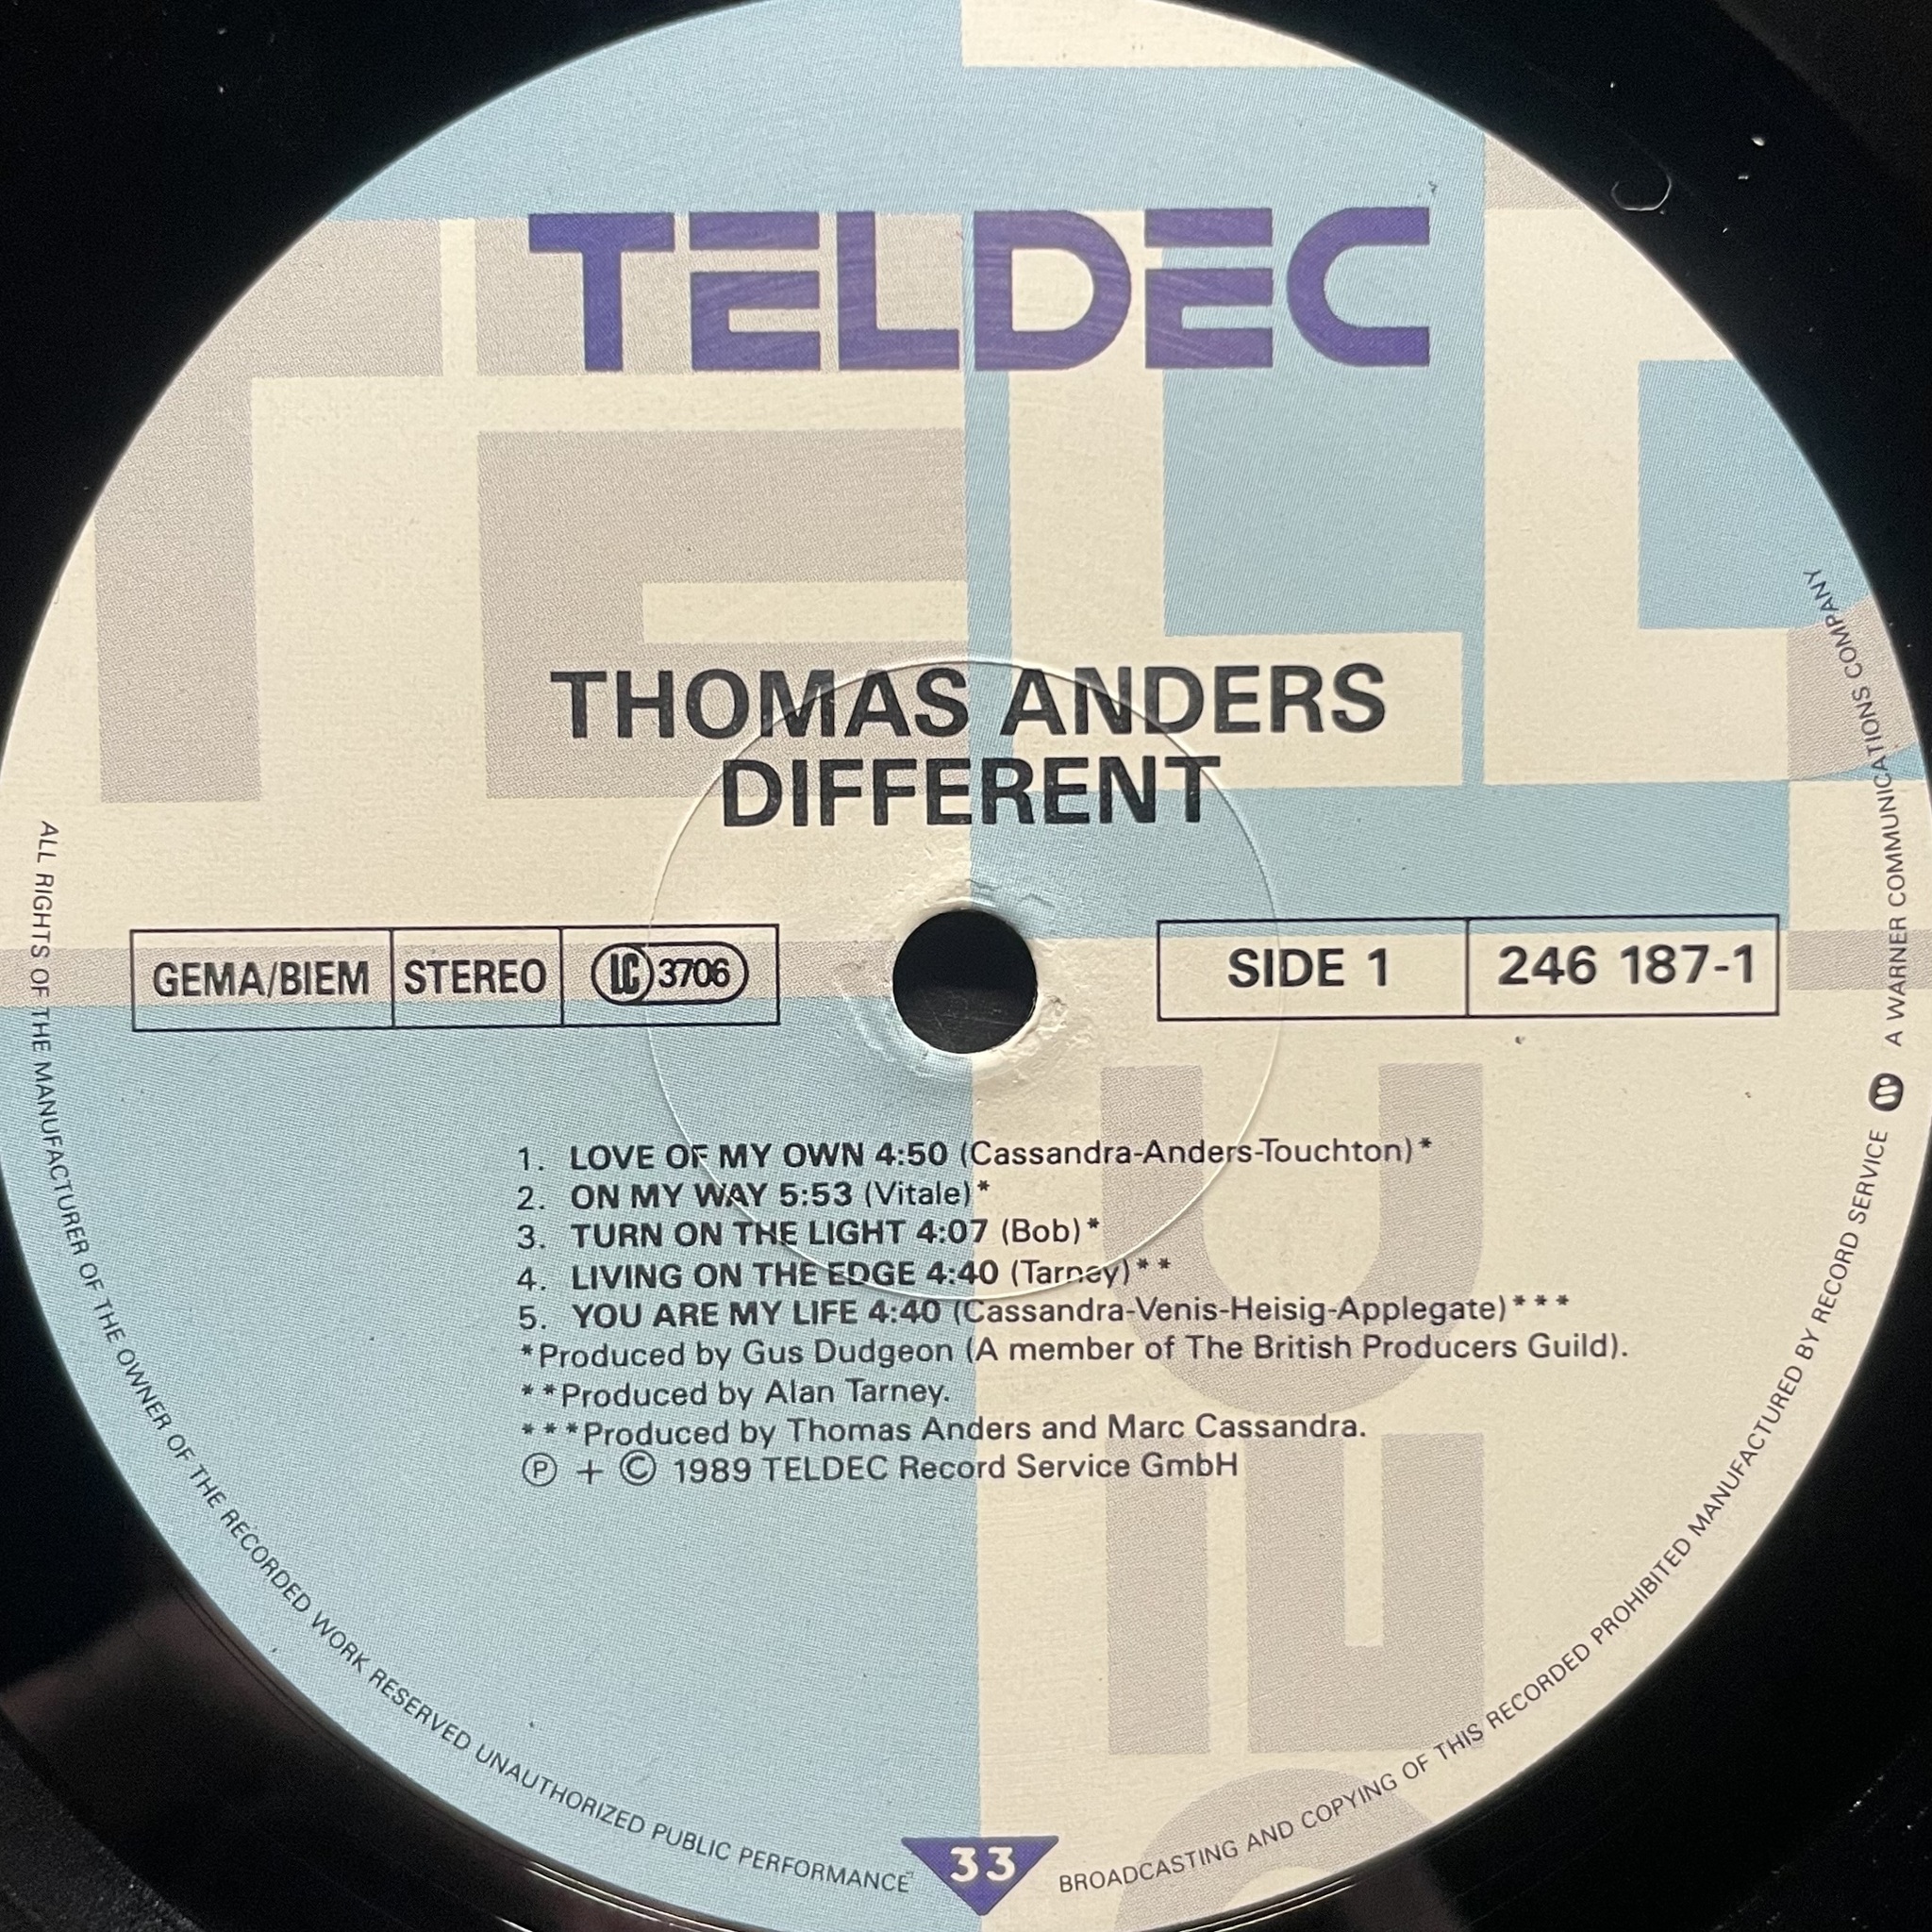 TELDEC
THOMAS ANDERS
DIFFERENT
GEMA/BIEM STEREO LC 3706
SIDE 1 246 187-1
1. LOVE OF MY OWN 4:50 (Cassandra-Anders-Touchton)*
2. ON MY WAY 5:53 (Vitale)*
3. TURN ON THE LIGHT 4:07 (Bob)*
4. LIVING ON THE EDGE 4:40 (Tarney)**
5. YOU ARE MY LIFE 4:40 (Cassandra-Venis-Heisig-Applegate)***
*Produced by Gus Dudgeon (A member of The British Producers Guild).
**Produced by Alan Tarney.
***Produced by Thomas Anders and Marc Cassandra.
Ⓟ + © 1989 TELDEC Record Service GmbH
ALL RIGHTS OF THE MANUFACTURER OF THE OWNER OF THE RECORDED WORK RESERVED UNAUTHORIZED PUBLIC PERFORMANCE
33
BROADCASTING AND COPYING OF THIS RECORDED PROHIBITED MANUFACTURED BY RECORD SERVICE W A WARNER COMMUNICATIONS COMPANY